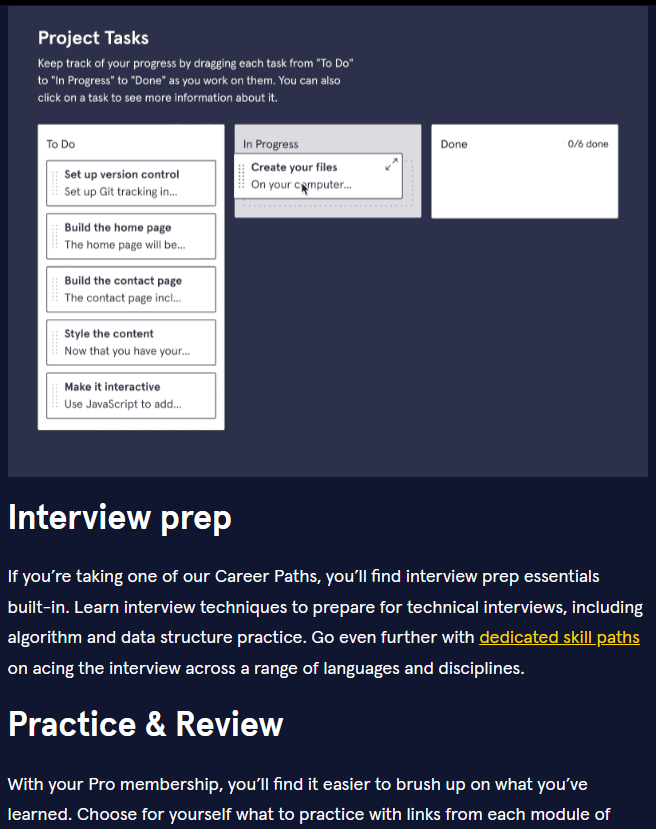 Project Tasks
Keep track of your progress by dragging each task from "To Do"
to "In Progress" to "Done" as you work on them. You can also
click on a task to see more information about it.
To Do
Set up version control
Set up Git tracking in...
Build the home page
The home page will be...
Build the contact page
The contact page incl...
Style the content
Now that you have your...
Make it interactive
Use JavaScript to add...
In Progress
Create your files
On your computer...
Done
0/6 done
Interview prep
If you’re taking one of our Career Paths, you’ll find interview prep essentials
built-in. Learn interview techniques to prepare for technical interviews, including
algorithm and data structure practice. Go even further with dedicated skill paths
on acing the interview across a range of languages and disciplines.
Practice & Review
With your Pro membership, you’ll find it easier to brush up on what you’ve
learned. Choose for yourself what to practice with links from each module of